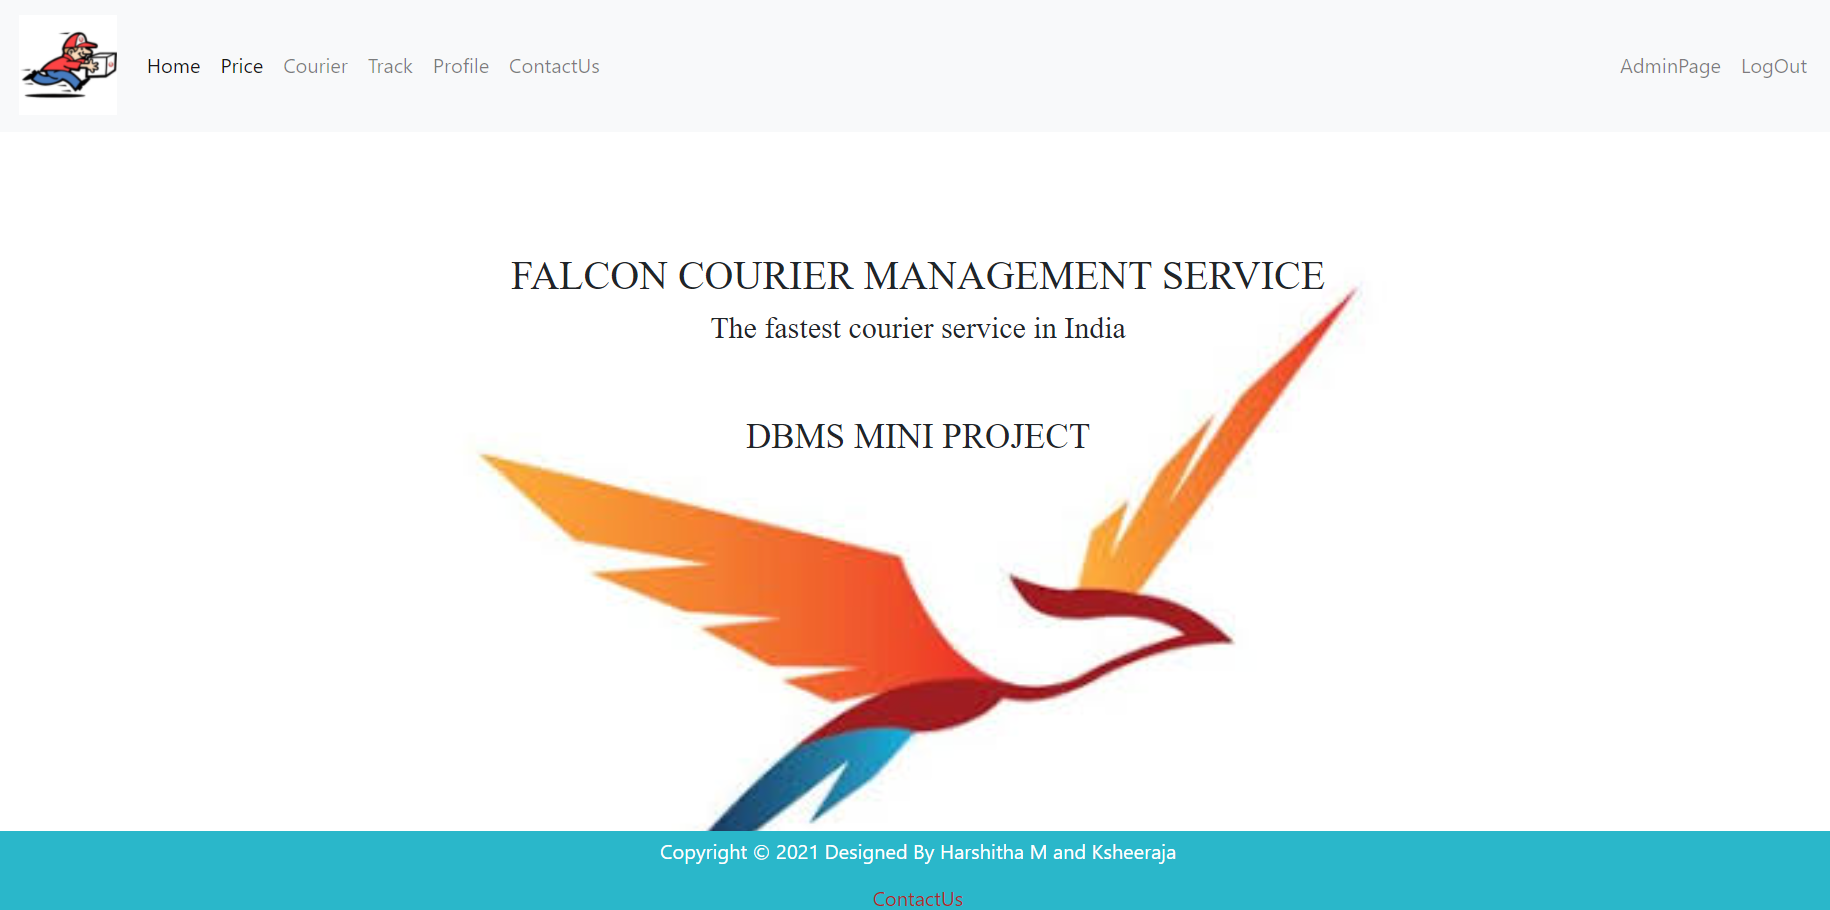 Home Price Courier Track Profile ContactUs AdminPage LogOut
FALCON COURIER MANAGEMENT SERVICE
The fastest courier service in India
DBMS MINI PROJECT
Copyright © 2021 Designed By Harshitha M and Ksheeraja
ContactUs